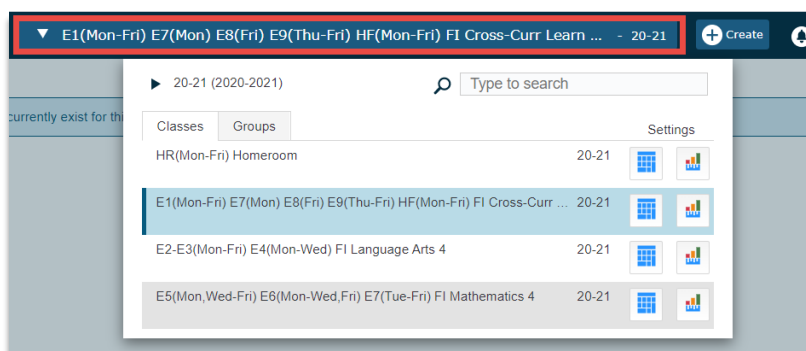 ▼ E1(Mon-Fri) E7(Mon) E8(Fri) E9(Thu-Fri) HF(Mon-Fri) FI Cross-Curr Learn ... - 20-21
Create
20-21 (2020-2021)
Type to search
currently exist for
Classes Groups Settings
HR(Mon-Fri) Homeroom 20-21
E1(Mon-Fri) E7(Mon) E8(Fri) E9(Thu-Fri) HF(Mon-Fri) FI Cross-Curr ... 20-21
E2-E3(Mon-Fri) E4(Mon-Wed) FI Language Arts 4 20-21
E5(Mon,Wed-Fri) E6(Mon-Wed,Fri) E7(Tue-Fri) FI Mathematics 4 20-21